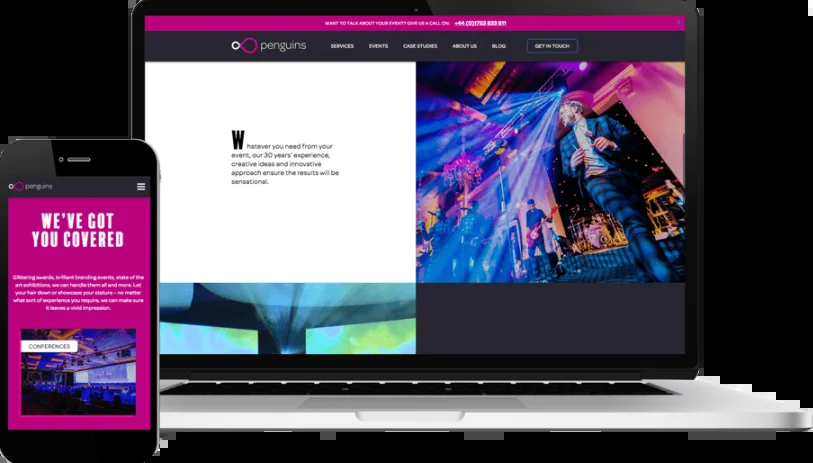 WANT TO TALK ABOUT YOUR EVENT? GIVE US A CALL ON: +44 (0)1753 833 811
penguins
SERVICES
EVENTS
CASE STUDIES
ABOUT US
BLOG
GET IN TOUCH
Whatever you need from your
event, our 30 years' experience,
creative ideas and innovative
approach ensure the results will be
sensational.
penguins
WE'VE GOT
YOU COVERED
Glittering awards, brilliant branding events, state of the
art exhibitions, we can handle them all and more. Let
your hair down or showcase your stature – no matter
what sort of experience you require, we can make sure
it leaves a vivid impression.
CONFERENCES